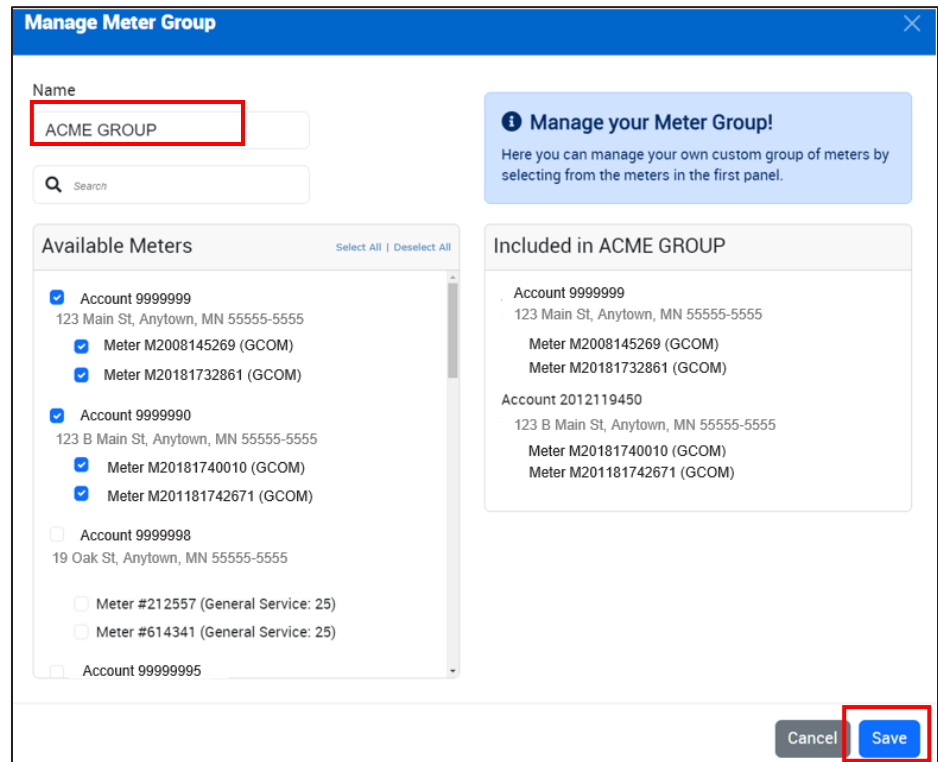 Manage Meter Group
Name
ACME GROUP
Search
Manage your Meter Group!
Here you can manage your own custom group of meters by
selecting from the meters in the first panel.
Available Meters
Select All | Deselect All
Account 9999999
123 Main St, Anytown, MN 55555-5555
Meter M2008145269 (GCOM)
Meter M20181732861 (GCOM)
Account 9999990
123 B Main St, Anytown, MN 55555-5555
Meter M20181740010 (GCOM)
Meter M201181742671 (GCOM)
Account 9999998
19 Oak St, Anytown, MN 55555-5555
Meter #212557 (General Service: 25)
Meter #614341 (General Service: 25)
Account 99999995
Included in ACME GROUP
Account 9999999
123 Main St, Anytown, MN 55555-5555
Meter M2008145269 (GCOM)
Meter M20181732861 (GCOM)
Account 2012119450
123 B Main St, Anytown, MN 55555-5555
Meter M20181740010 (GCOM)
Meter M201181742671 (GCOM)
Cancel
Save